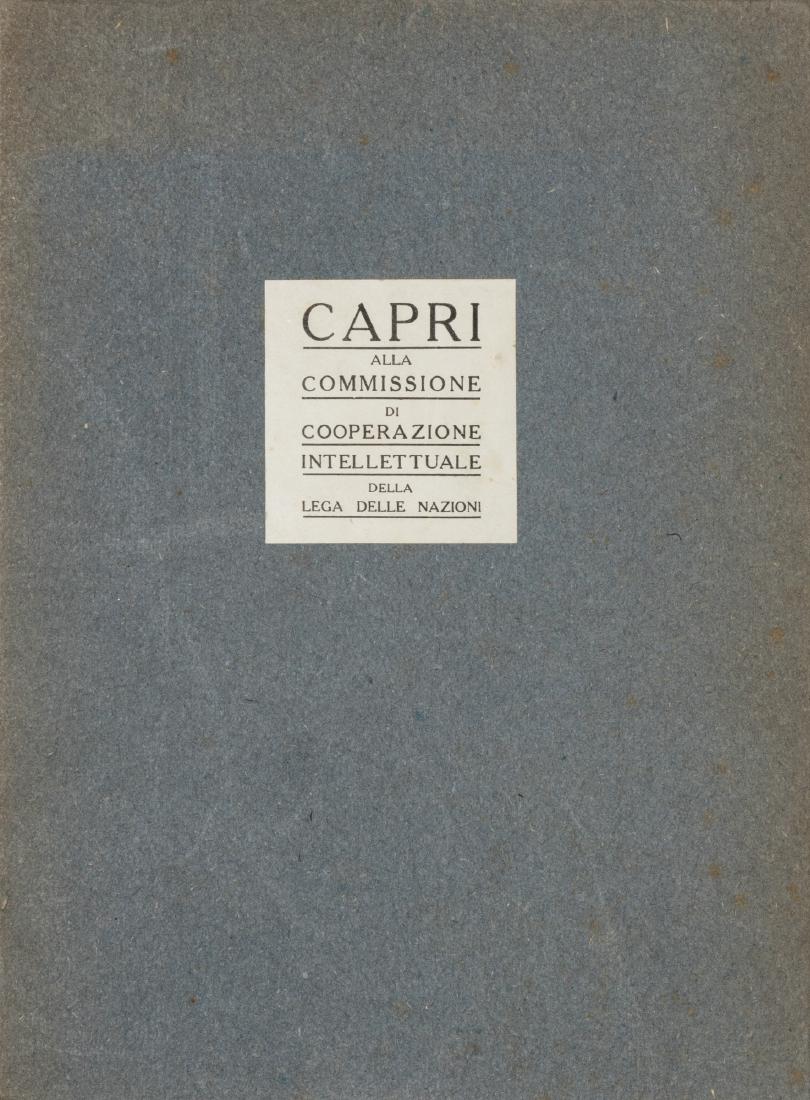 CAPRI
ALLA
COMMISSIONE
DI
COOPERAZIONE
INTELLETTUALE
DELLA
LEGA DELLE NAZIONI